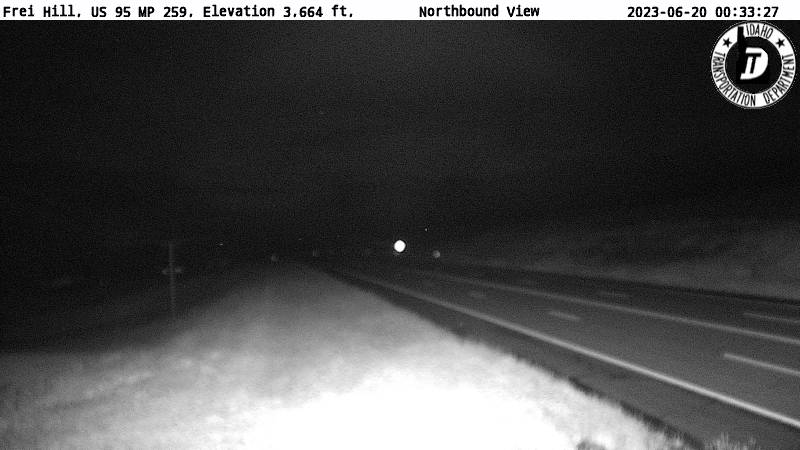 Frei Hill, US 95 MP 259, Elevation 3,664 ft, Northbound View 2023-06-20 00:33:27
IDAHO
TRANSPORTATION DEPARTMENT